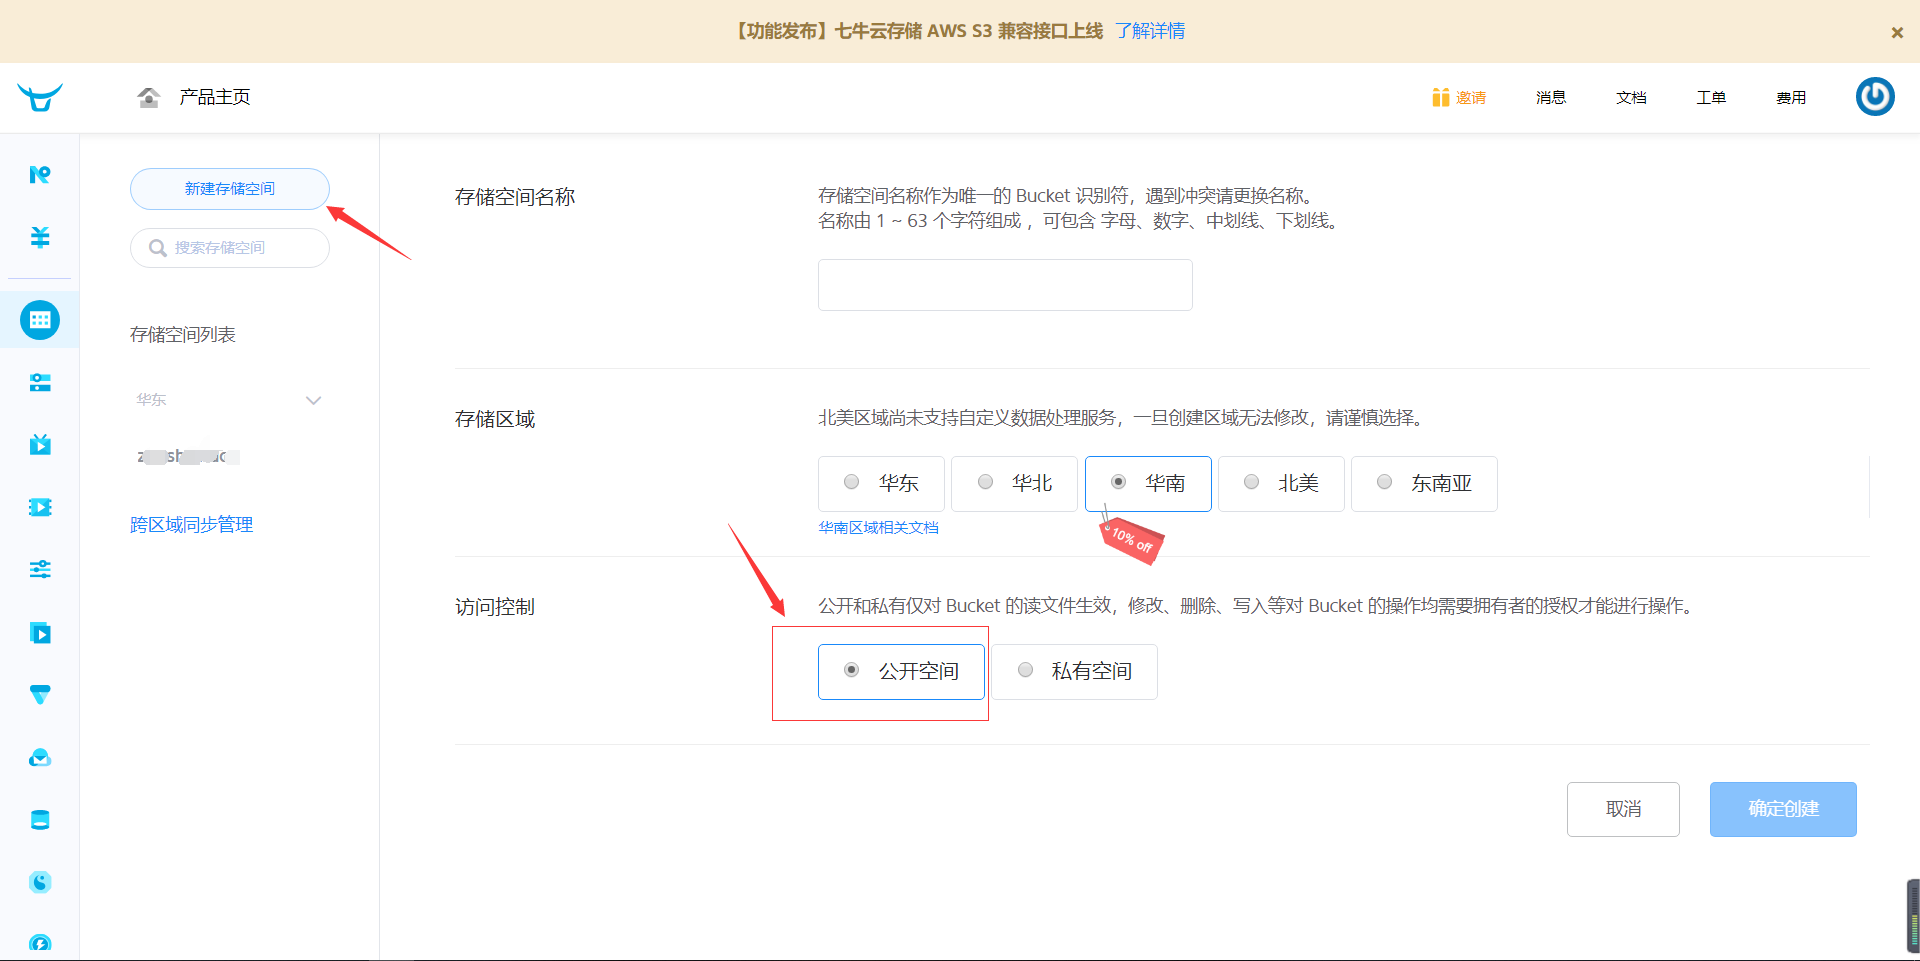 【功能发布】七牛云存储 AWS S3 兼容接口上线 了解详情
产品主页
邀请
消息
文档
工单
费用
新建存储空间
搜索存储空间
存储空间列表
华东
跨区域同步管理
存储空间名称
存储空间名称作为唯一的 Bucket 识别符，遇到冲突请更换名称。
名称由 1 ~ 63 个字符组成 ，可包含 字母、数字、中划线、下划线。
存储区域
北美区域尚未支持自定义数据处理服务，一旦创建区域无法修改，请谨慎选择。
华东
华北
华南
北美
东南亚
华南区域相关文档
10% off
访问控制
公开和私有仅对 Bucket 的读文件生效，修改、删除、写入等对 Bucket 的操作均需要拥有者的授权才能进行操作。
公开空间
私有空间
取消
确定创建